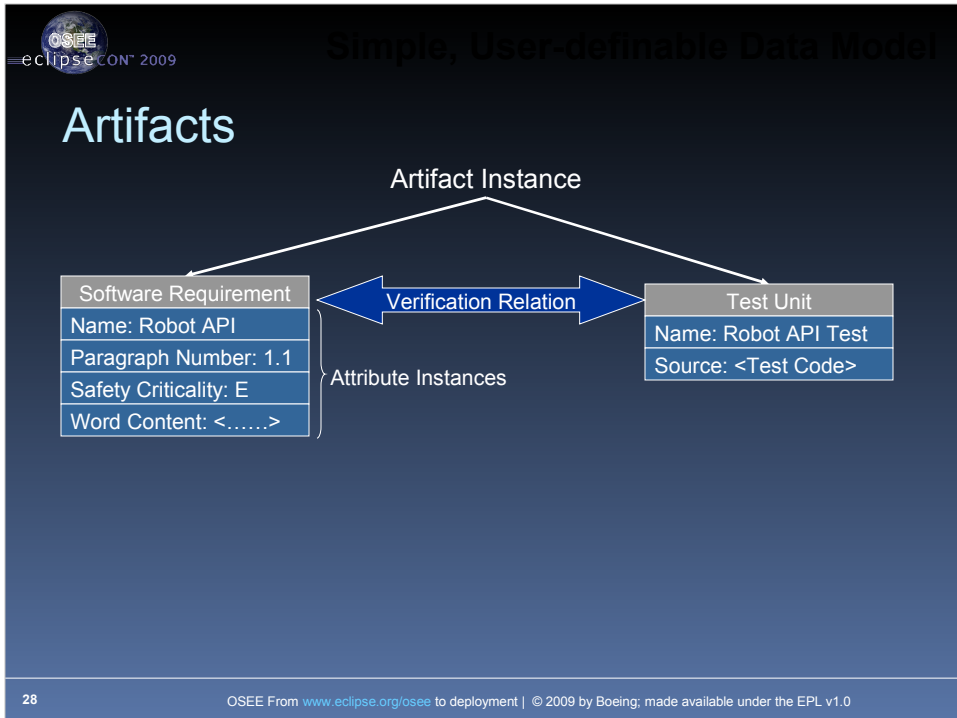 OSEE
eclipseCON™ 2009
Simple, User-definable Data Model
Artifacts
Artifact Instance
Software Requirement
Name: Robot API
Paragraph Number: 1.1
Safety Criticality: E
Word Content: <……>
Verification Relation
Attribute Instances
Test Unit
Name: Robot API Test
Source: <Test Code>
28
OSEE From www.eclipse.org/osee to deployment | © 2009 by Boeing; made available under the EPL v1.0